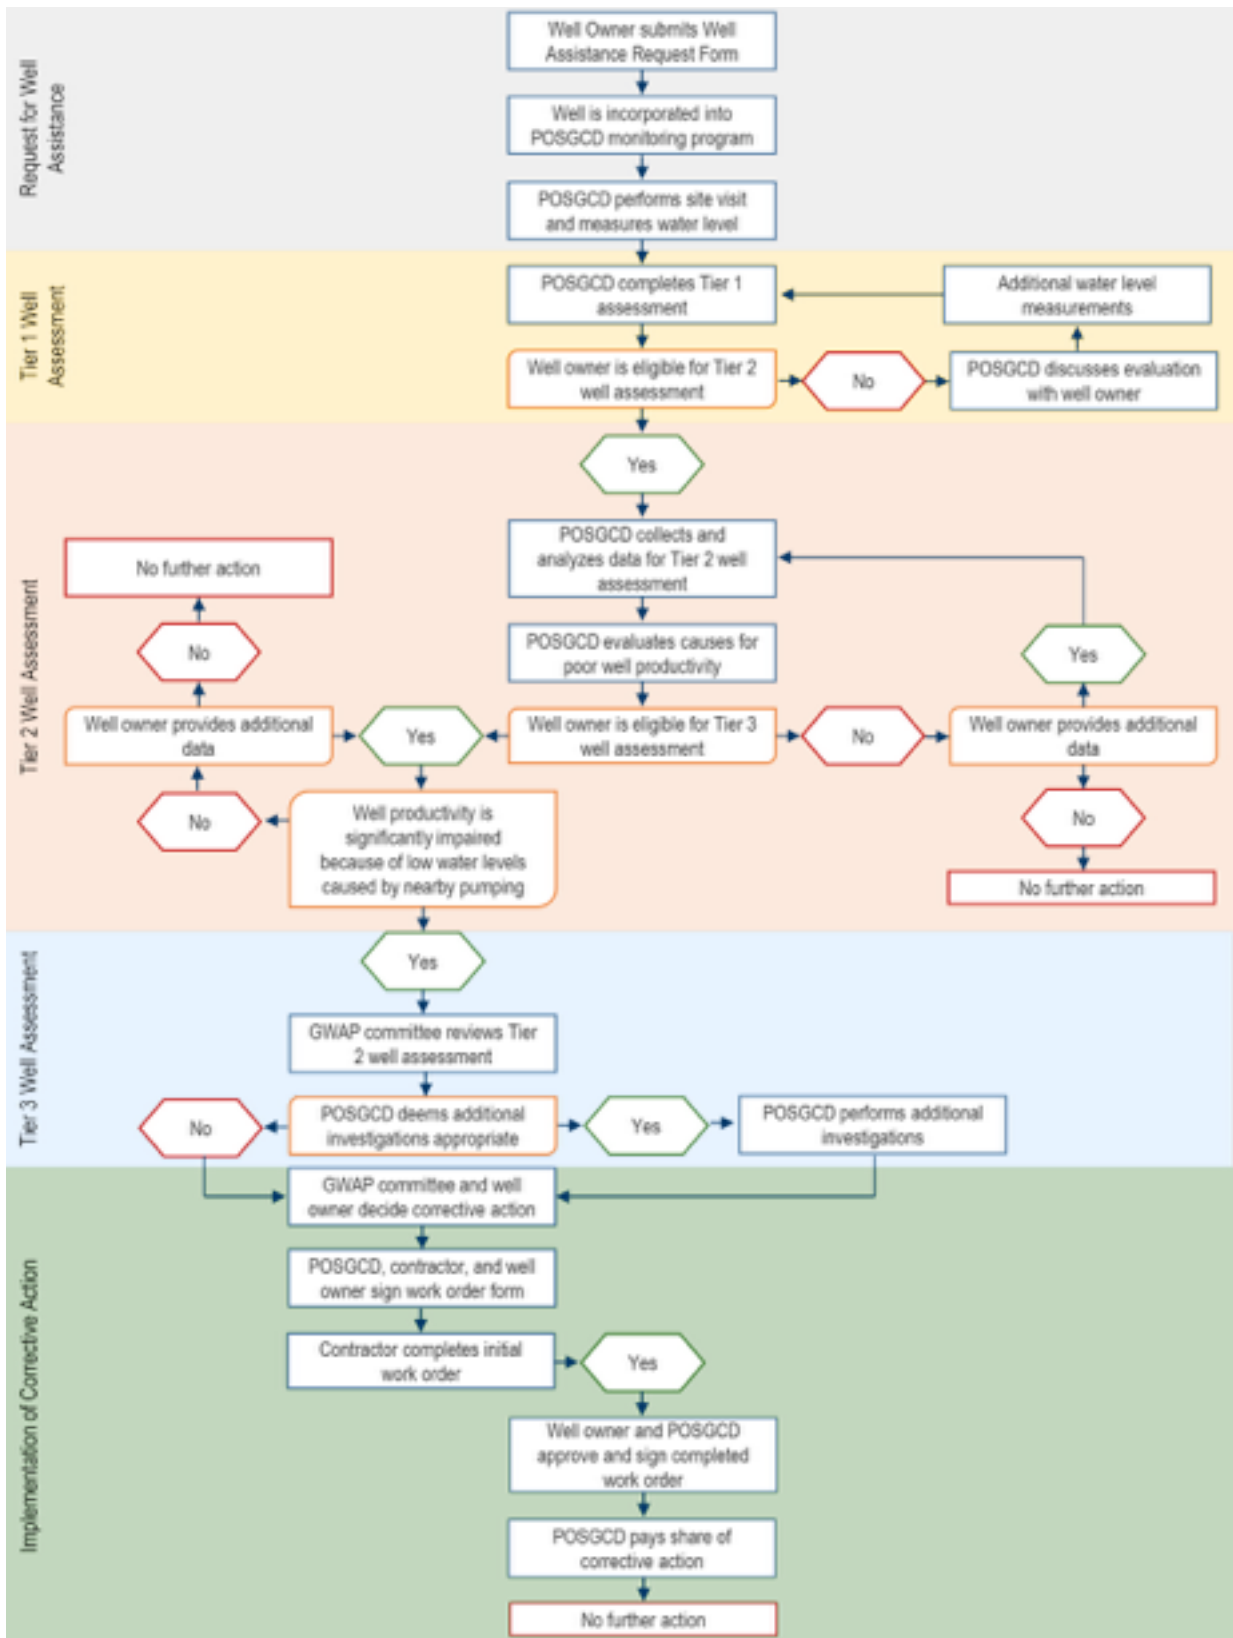 Request for Well
Assistance
Well Owner submits Well
Assistance Request Form
Well is incorporated into
POSGCD monitoring program
POSGCD performs site visit
and measures water level
Tier 1 Well
Assessment
POSGCD completes Tier 1
assessment
Additional water level
measurements
Well owner is eligible for Tier 2
well assessment
No
POSGCD discusses evaluation
with well owner
Tier 2 Well Assessment
Yes
POSGCD collects and
analyzes data for Tier 2 well
assessment
No further action
No
POSGCD evaluates causes for
poor well productivity
Yes
Well owner provides additional
data
Yes
Well owner is eligible for Tier 3
well assessment
No
Well owner provides additional
data
No
Well productivity is
significantly impaired
because of low water levels
caused by nearby pumping
No
No further action
Tier 3 Well Assessment
Yes
GWAP committee reviews Tier
2 well assessment
No
POSGCD deems additional
investigations appropriate
Yes
POSGCD performs additional
investigations
Implementation of Corrective Action
GWAP committee and well
owner decide corrective action
POSGCD, contractor, and well
owner sign work order form
Contractor completes initial
work order
Yes
Well owner and POSGCD
approve and sign completed
work order
POSGCD pays share of
corrective action
No further action